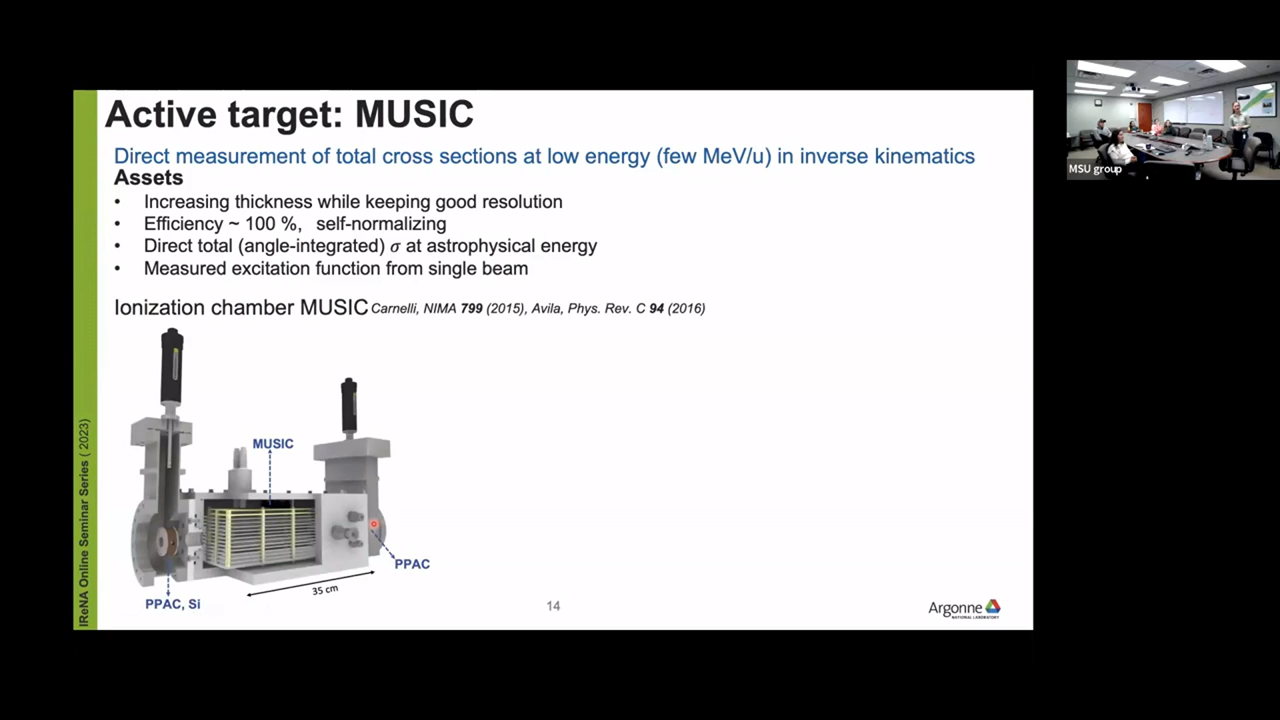 Active target: MUSIC
Direct measurement of total cross sections at low energy (few MeV/u) in inverse kinematics
Assets
• Increasing thickness while keeping good resolution
• Efficiency ~ 100 %, self-normalizing
• Direct total (angle-integrated) σ at astrophysical energy
• Measured excitation function from single beam
Ionization chamber MUSIC Carnelli, NIMA 799 (2015), Avila, Phys. Rev. C 94 (2016)
MUSIC
PPAC
35 cm
PPAC, Si
14
Argonne
NATIONAL LABORATORY
IReNA Online Seminar Series ( 2023)
MSU group